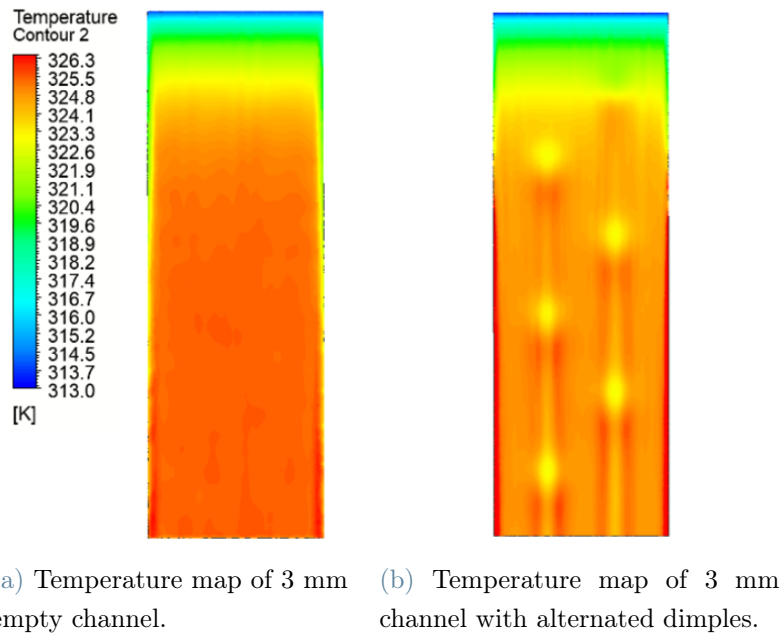 Temperature
Contour 2
326.3
325.5
324.8
324.1
323.3
322.6
321.9
321.1
320.4
319.6
318.9
318.2
317.4
316.7
316.0
315.2
314.5
313.7
313.0
[K]
a) Temperature map of 3 mm
empty channel.
(b) Temperature map of 3 mm
channel with alternated dimples.